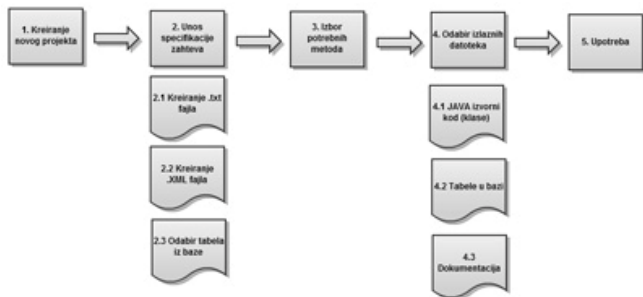 1. Kreiranje
novog projekta
2. Unos
specifikacije
zahteva
3. Izbor
potrebnih
metoda
4. Odabir izlaznih
datoteka
5. Upotreba
2.1 Kreiranje .txt
fajla
2.2 Kreiranje
.XML fajla
2.3 Odabir tabela
iz baze
4.1 JAVA izvorni
kod (klase)
4.2 Tabele u bazi
4.3
Dokumentacija